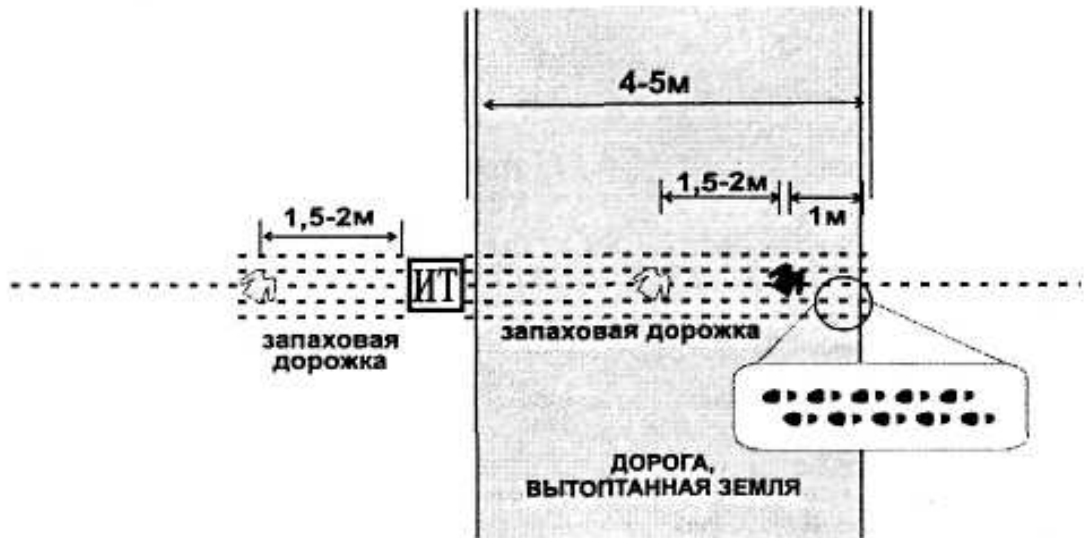 4-5м
1,5-2м
1м
1,5-2м
ИТ
запаховая
дорожка
запаховая дорожка
ДОРОГА,
ВЫТОПТАННАЯ ЗЕМЛЯ